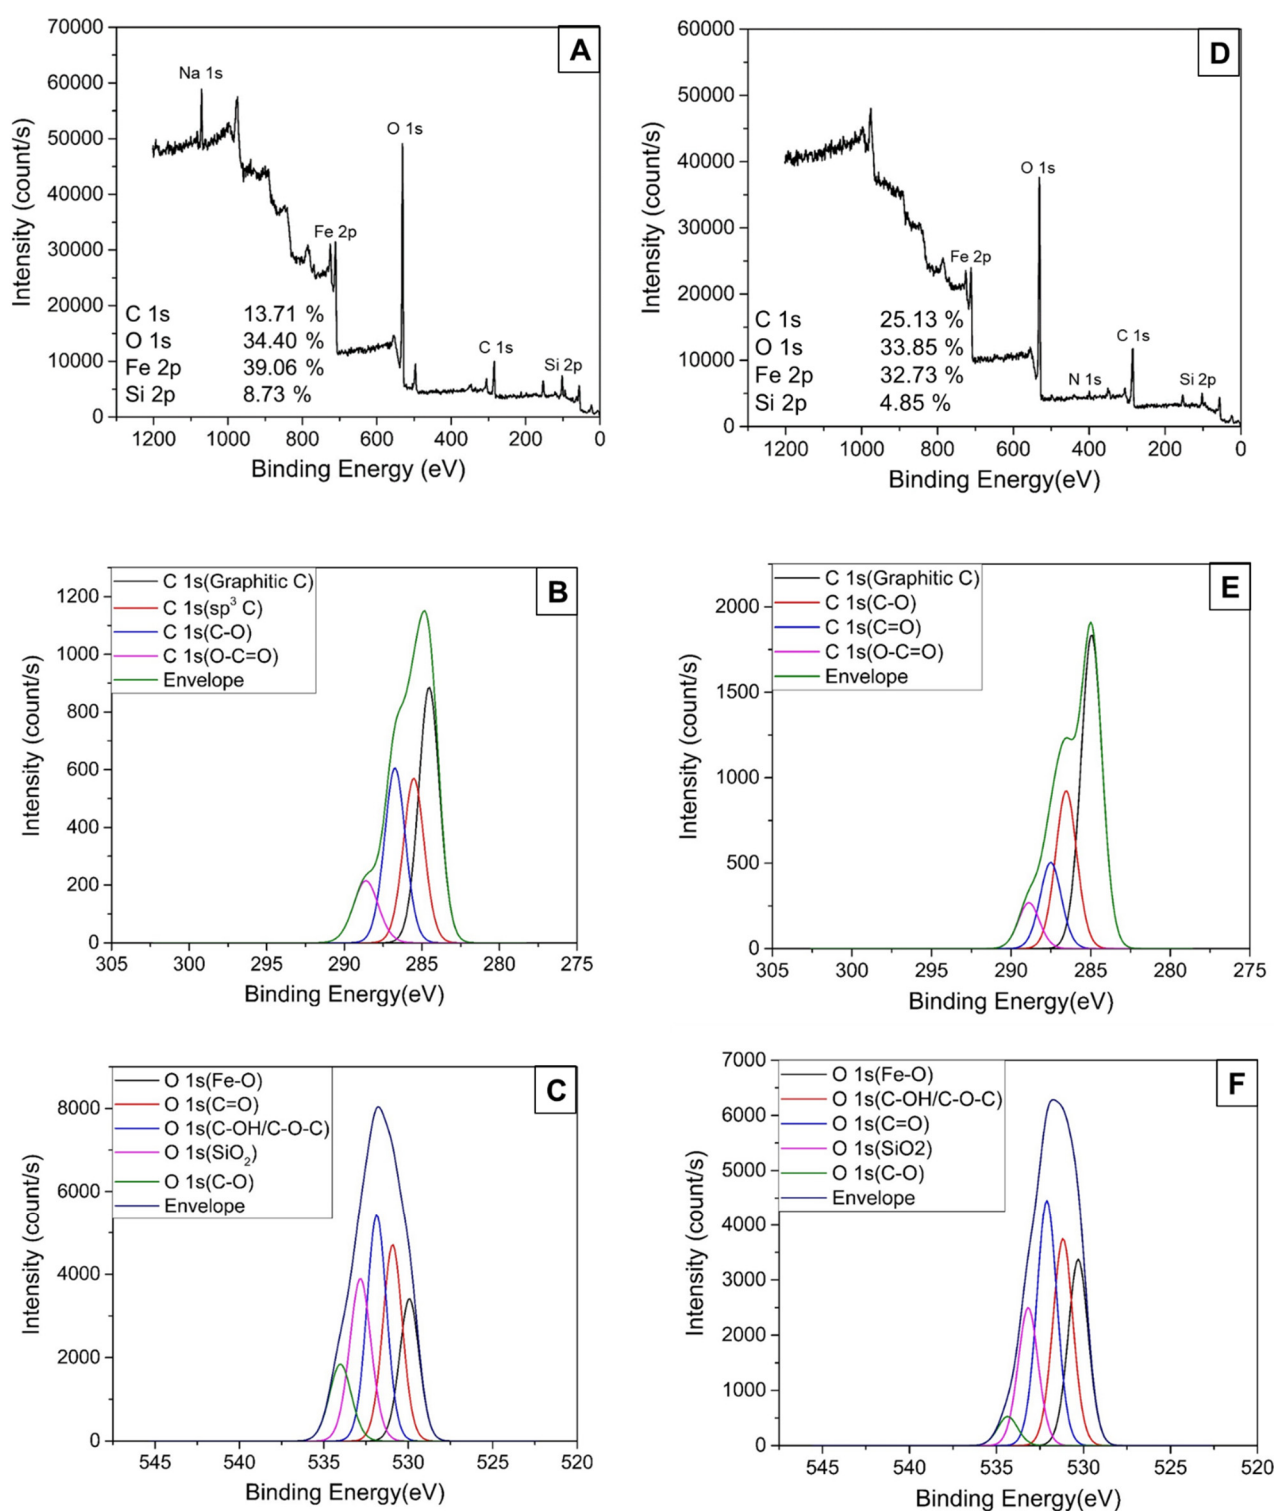 A
Na 1s
O 1s
Fe 2p
C 1s
Si 2p
C 1s 13.71 %
O 1s 34.40 %
Fe 2p 39.06 %
Si 2p 8.73 %
70000
60000
50000
40000
30000
20000
10000
0
1200 1000 800 600 400 200 0
Intensity (count/s)
Binding Energy (eV)
D
O 1s
Fe 2p
C 1s
N 1s
Si 2p
C 1s 25.13 %
O 1s 33.85 %
Fe 2p 32.73 %
Si 2p 4.85 %
60000
50000
40000
30000
20000
10000
0
1200 1000 800 600 400 200 0
Intensity (count/s)
Binding Energy(eV)
B
C 1s(Graphitic C)
C 1s(sp³ C)
C 1s(C-O)
C 1s(O-C=O)
Envelope
1200
1000
800
600
400
200
0
305 300 295 290 285 280 275
Intensity (count/s)
Binding Energy(eV)
E
C 1s(Graphitic C)
C 1s(C-O)
C 1s(C=O)
C 1s(O-C=O)
Envelope
2000
1500
1000
500
0
305 300 295 290 285 280 275
Intensity (count/s)
Binding Energy(eV)
C
O 1s(Fe-O)
O 1s(C=O)
O 1s(C-OH/C-O-C)
O 1s(SiO₂)
O 1s(C-O)
Envelope
8000
6000
4000
2000
0
545 540 535 530 525 520
Intensity (count/s)
Binding Energy(eV)
F
O 1s(Fe-O)
O 1s(C-OH/C-O-C)
O 1s(C=O)
O 1s(SiO2)
O 1s(C-O)
Envelope
7000
6000
5000
4000
3000
2000
1000
0
545 540 535 530 525 520
Intensity (count/s)
Binding Energy(eV)